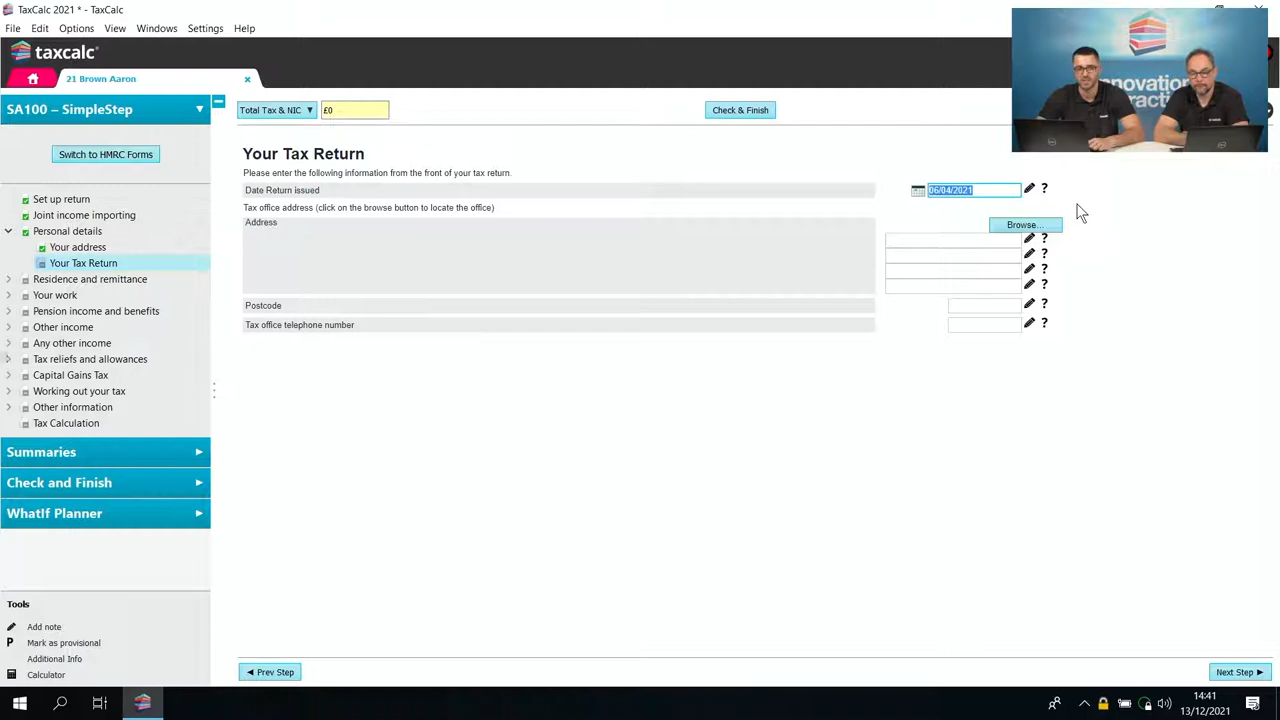 TaxCalc 2021 * - TaxCalc
File Edit Options View Windows Settings Help
taxcalc
21 Brown Aaron
SA100 – SimpleStep
Total Tax & NIC ▼ £0
Check & Finish
Switch to HMRC Forms
Your Tax Return
Please enter the following information from the front of your tax return.
Date Return issued 06/04/2021 ?
Tax office address (click on the browse button to locate the office)
Address Browse...
?
?
?
?
Postcode ?
Tax office telephone number ?
Set up return
Joint income importing
Personal details
Your address
Your Tax Return
Residence and remittance
Your work
Pension income and benefits
Other income
Any other income
Tax reliefs and allowances
Capital Gains Tax
Working out your tax
Other information
Tax Calculation
Summaries
Check and Finish
WhatIf Planner
Tools
Add note
P Mark as provisional
Additional Info
Calculator
◄ Prev Step
Next Step ►
14:41
13/12/2021